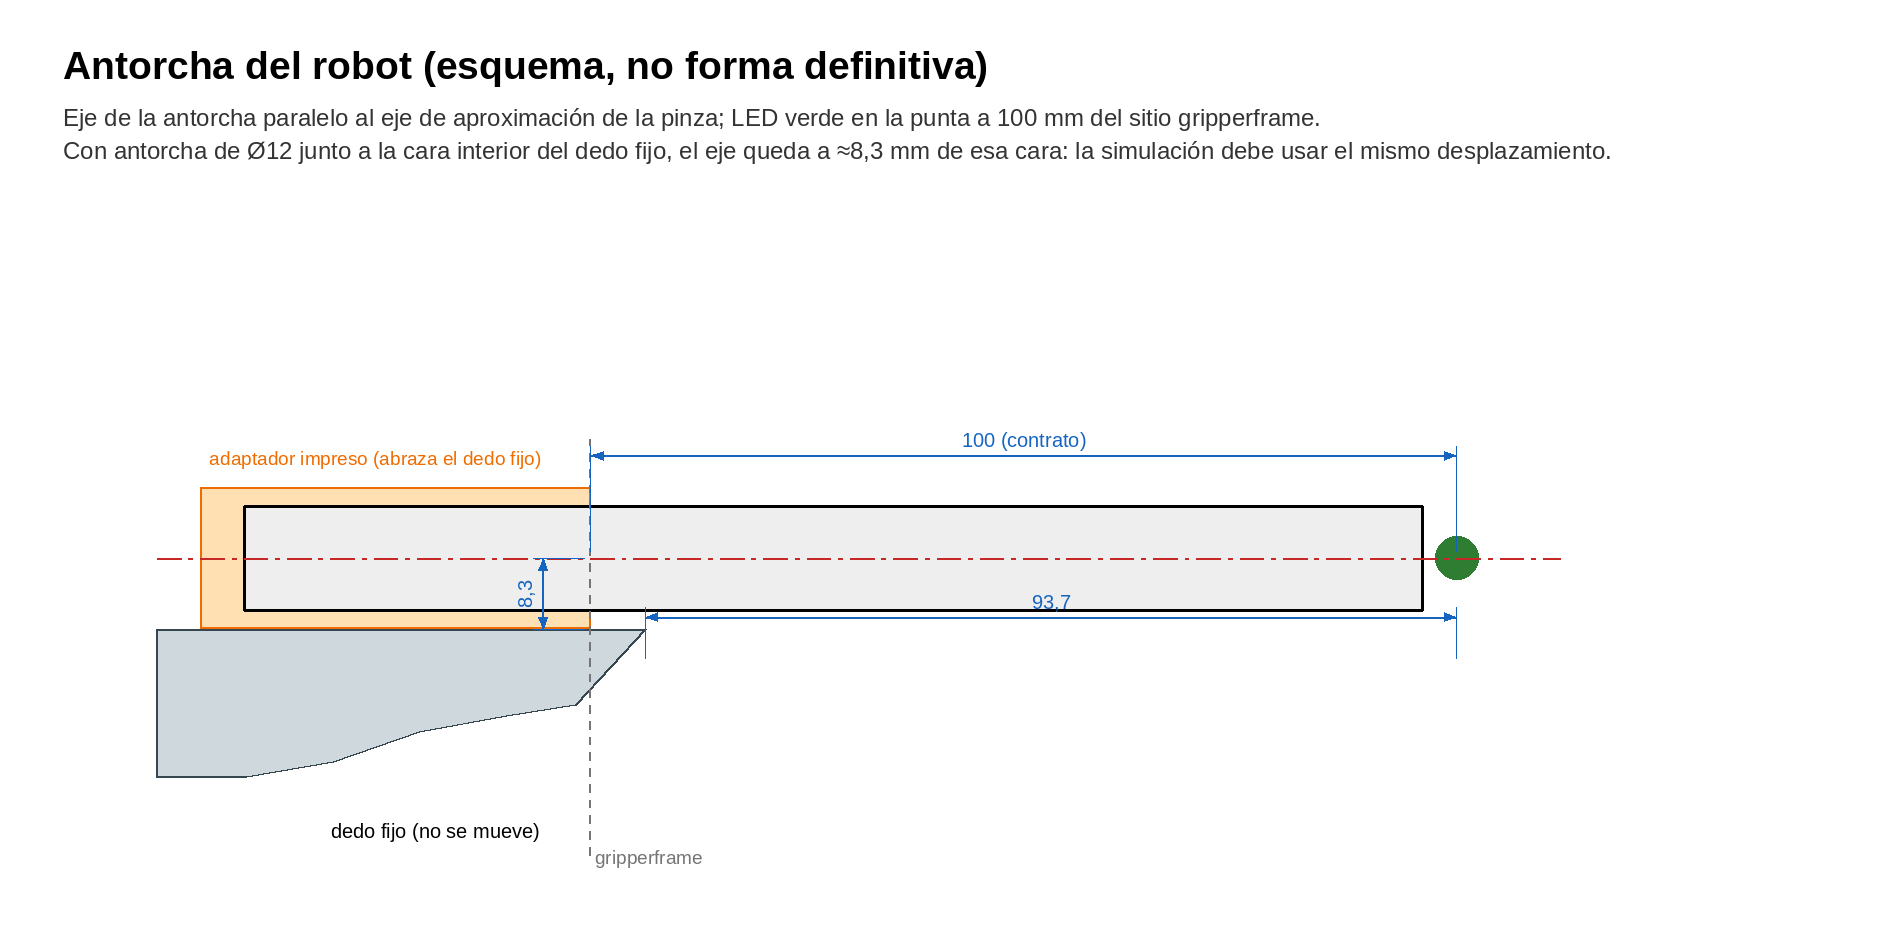 Antorcha del robot (esquema, no forma definitiva)
Eje de la antorcha paralelo al eje de aproximación de la pinza; LED verde en la punta a 100 mm del sitio gripperframe.
Con antorcha de Ø12 junto a la cara interior del dedo fijo, el eje queda a ≈8,3 mm de esa cara: la simulación debe usar el mismo desplazamiento.
100 (contrato)
adaptador impreso (abraza el dedo fijo)
8,3
93,7
dedo fijo (no se mueve)
gripperframe